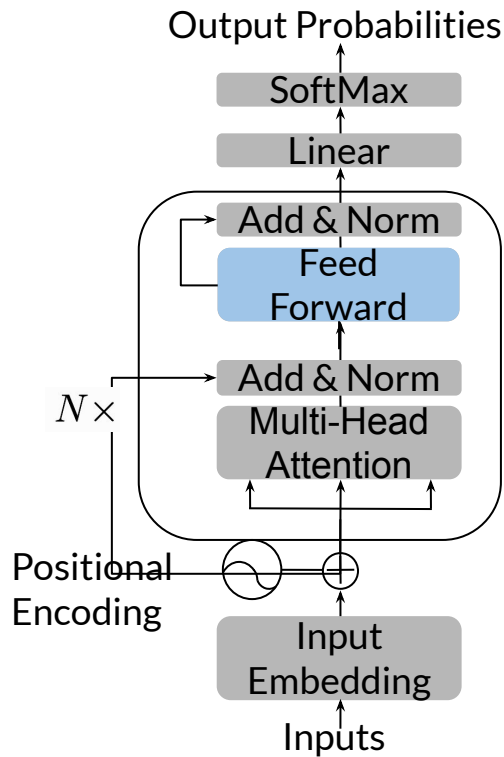 Output Probabilities
SoftMax
Linear
Add & Norm
Feed
Forward
Add & Norm
N×
Multi-Head
Attention
Positional
Encoding
Input
Embedding
Inputs